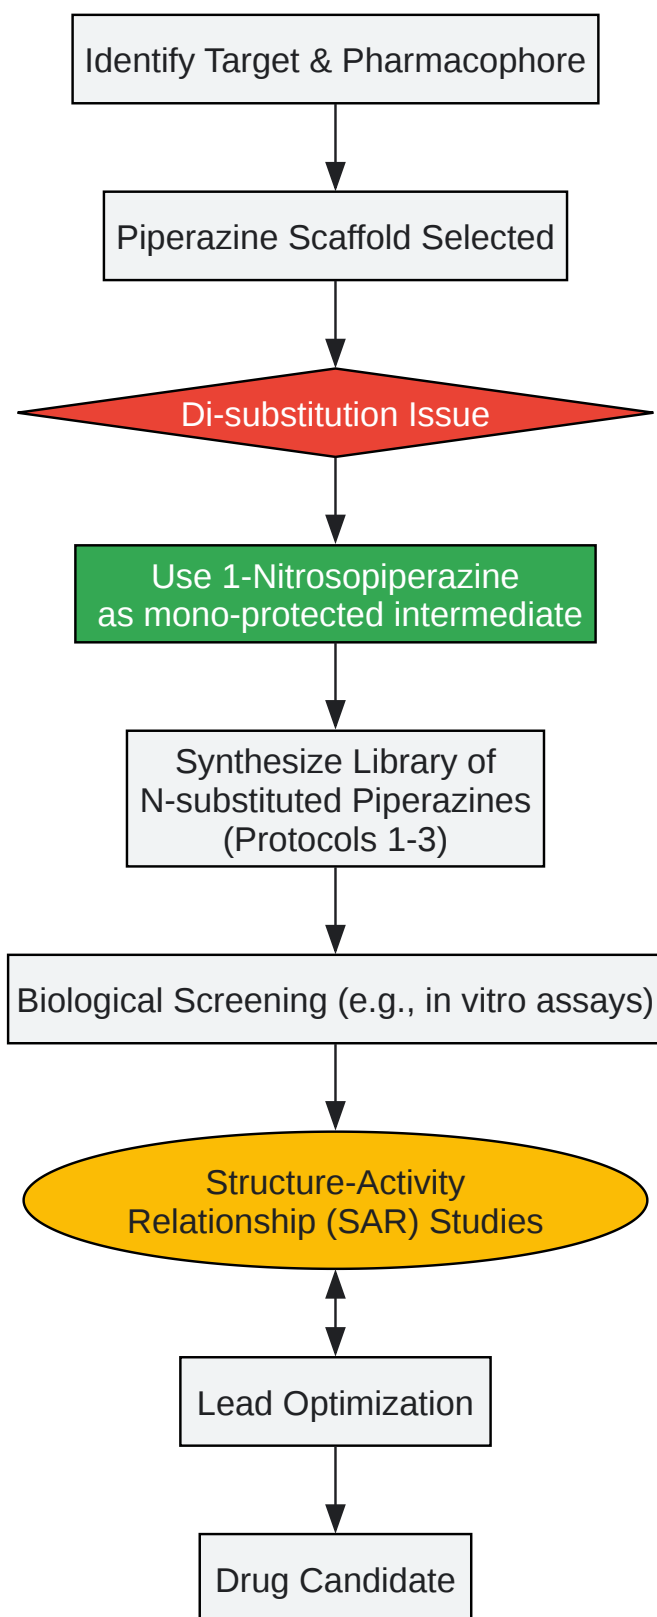 Identify Target & Pharmacophore
Piperazine Scaffold Selected
Di-substitution Issue
Use 1-Nitrosopiperazine
as mono-protected intermediate
Synthesize Library of
N-substituted Piperazines
(Protocols 1-3)
Biological Screening (e.g., in vitro assays)
Structure-Activity
Relationship (SAR) Studies
Lead Optimization
Drug Candidate